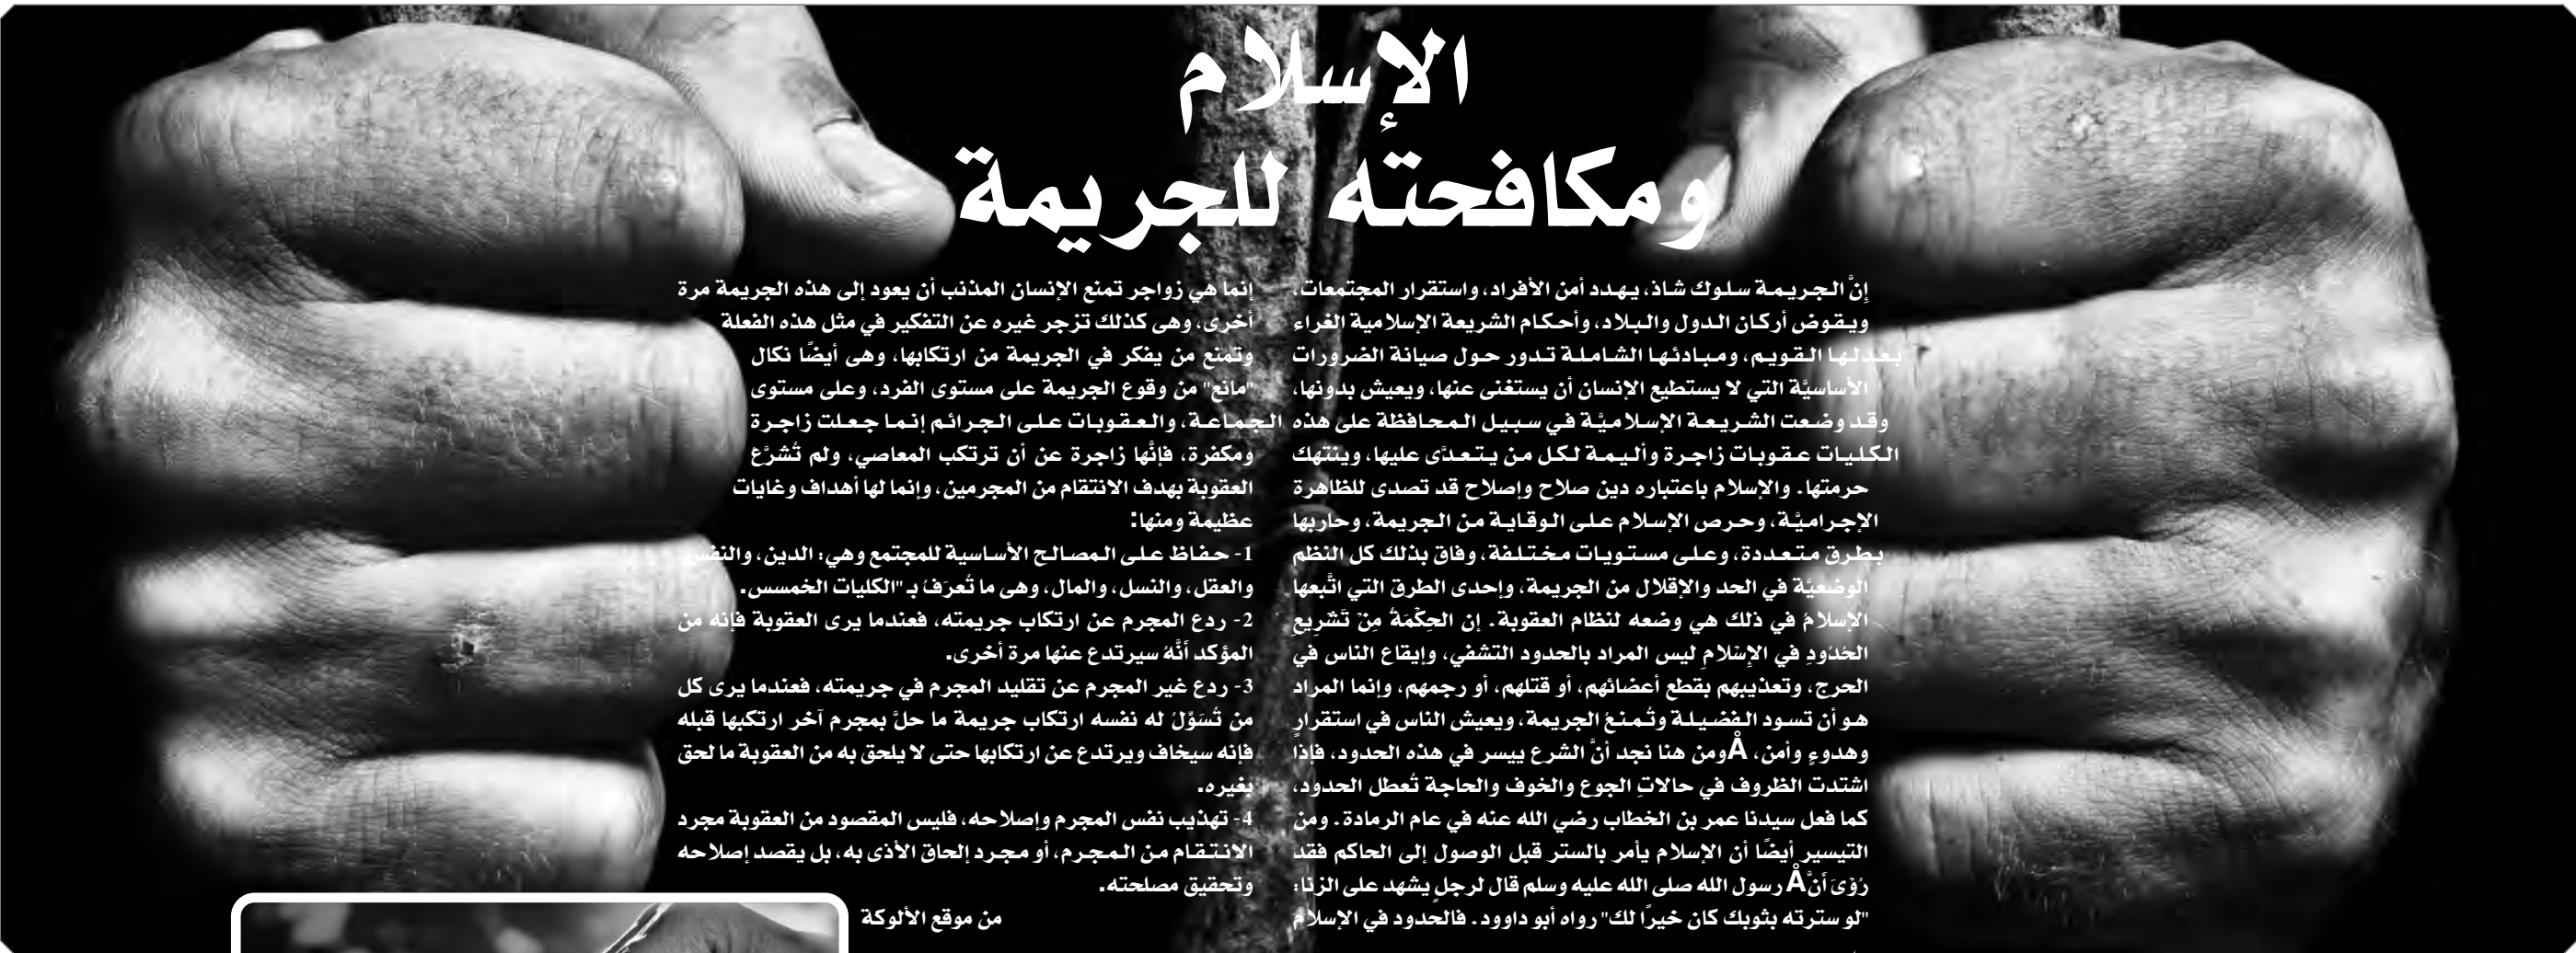 الإسلام
ومكافحته للجريمة
إنَّ الجريمة سلوك شاذ، يهدد أمن الأفراد، واستقرار المجتمعات،
ويقوض أركان الدول والبلاد، وأحكام الشريعة الإسلامية الغراء
بعدلها القويم، ومبادئها الشاملة تدور حول صيانة الضرورات
الأساسيَّة التي لا يستطيع الإنسان أن يستغنى عنها، ويعيش بدونها،
وقد وضعت الشريعة الإسلاميَّة في سبيل المحافظة على هذه
الكليات عقوبات زاجرة وأليمة لكل من يتعدَّى عليها، وينتهك
حرمتها. والإسلام باعتباره دين صلاح وإصلاح قد تصدى للظاهرة
الإجراميَّة، وحرص الإسلام على الوقاية من الجريمة، وحاربها
بطرق متعددة، وعلى مستويات مختلفة، وفاق بذلك كل النظم
الوضعيَّة في الحد والإقلال من الجريمة، وإحدى الطرق التي اتَّبعها
الإسلامُ في ذلك هي وضعه لنظام العقوبة. إن الحِكْمَةُ مِنْ تَشْرِيعِ
الحُدُودِ في الإِسْلامِ ليس المراد بالحدود التشفي، وإيقاع الناس في
الحرج، وتعذيبهم بقطع أعضائهم، أو قتلهم، أو رجمهم، وإنما المراد
هو أن تسود الفضيلة وتُمنعُ الجريمة، ويعيش الناس في استقرارٍ
وهدوءٍ وأمن، Åومن هنا نجد أنَّ الشرع ييسر في هذه الحدود، فإذا
اشتدت الظروف في حالاتِ الجوع والخوف والحاجة تُعطل الحدود،
كما فعل سيدنا عمر بن الخطاب رضي الله عنه في عام الرمادة. ومن
التيسير أيضًا أن الإسلام يأمر بالستر قبل الوصول إلى الحاكم فقد
رُوْىَ أَنَّÅ رسول الله صلى الله عليه وسلم قال لرجلٍ يشهد على الزنا:
"لو سترته بثوبك كان خيرًا لك" رواه أبو داوود. فالحدود في الإسلام
إنما هي زواجر تمنع الإنسان المذنب أن يعود إلى هذه الجريمة مرة
أخرى، وهى كذلك تزجر غيره عن التفكير في مثل هذه الفعلة
وتمنع من يفكر في الجريمة من ارتكابها، وهى أيضًا نكال
"مانع" من وقوع الجريمة على مستوى الفرد، وعلى مستوى
الجماعة، والعقوبات على الجرائم إنما جعلت زاجرة
ومكفرة، فإنَّها زاجرة عن أن ترتكب المعاصي، ولم تُشرَّع
العقوبة بهدف الانتقام من المجرمين، وإنما لها أهداف وغايات
عظيمة ومنها:
1- حفاظ على المصالح الأساسية للمجتمع وهي: الدين، والنفس،
والعقل، والنسل، والمال، وهى ما تُعرَفُ بـ"الكليات الخمسس.
2- ردع المجرم عن ارتكاب جريمته، فعندما يرى العقوبة فإنه من
المؤكد أَنَّهُ سيرتدع عنها مرة أخرى.
3- ردع غير المجرم عن تقليد المجرم في جريمته، فعندما يرى كل
من تُسَوِّلُ له نفسه ارتكاب جريمة ما حلَّ بمجرم آخر ارتكبها قبله
فإنه سيخاف ويرتدع عن ارتكابها حتى لا يلحق به من العقوبة ما لحق
بغيره.
4- تهذيب نفس المجرم وإصلاحه، فليس المقصود من العقوبة مجرد
الانتقام من المجرم، أو مجرد إلحاق الأذى به، بل يقصد إصلاحه
وتحقيق مصلحته.
من موقع الألوكة